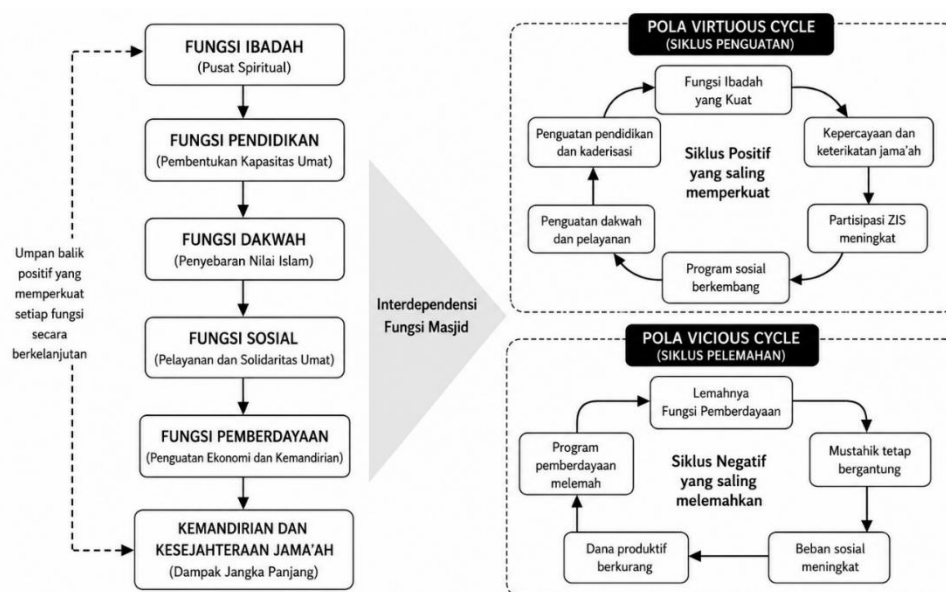 FUNGSI IBADAH
(Pusat Spiritual)
FUNGSI PENDIDIKAN
(Pembentukan Kapasitas Umat)
FUNGSI DAKWAH
(Penyebaran Nilai Islam)
FUNGSI SOSIAL
(Pelayanan dan Solidaritas Umat)
FUNGSI PEMBERDAYAAN
(Penguatan Ekonomi dan Kemandirian)
KEMANDIRIAN DAN
KESEJAHTERAAN JAMA'AH
(Dampak Jangka Panjang)
Umpan balik
positif yang
memperkuat
setiap fungsi
secara
berkelanjutan
Interdependensi
Fungsi Masjid
POLA VIRTUOUS CYCLE
(SIKLUS PENGUATAN)
Fungsi Ibadah
yang Kuat
Kepercayaan dan
keterikatan jama'ah
Partisipasi ZIS
meningkat
Program sosial
berkembang
Penguatan dakwah
dan pelayanan
Penguatan pendidikan
dan kaderisasi
Siklus Positif
yang saling
memperkuat
POLA VICIOUS CYCLE
(SIKLUS PELEMAHAN)
Lemahnya
Fungsi Pemberdayaan
Mustahik tetap
bergantung
Beban sosial
meningkat
Dana produktif
berkurang
Program
pemberdayaan
melemah
Siklus Negatif
yang saling
melemahkan